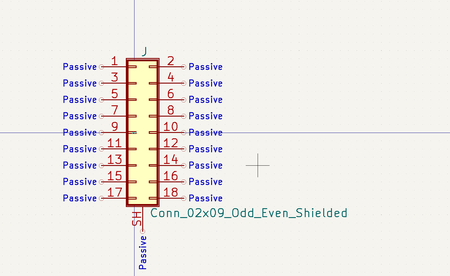 J
Passive 1 2 Passive
Passive 3 4 Passive
Passive 5 6 Passive
Passive 7 8 Passive
Passive 9 10 Passive
Passive 11 12 Passive
Passive 13 14 Passive
Passive 15 16 Passive
Passive 17 18 Passive
SH
Conn_02x09_Odd_Even_Shielded
Passive